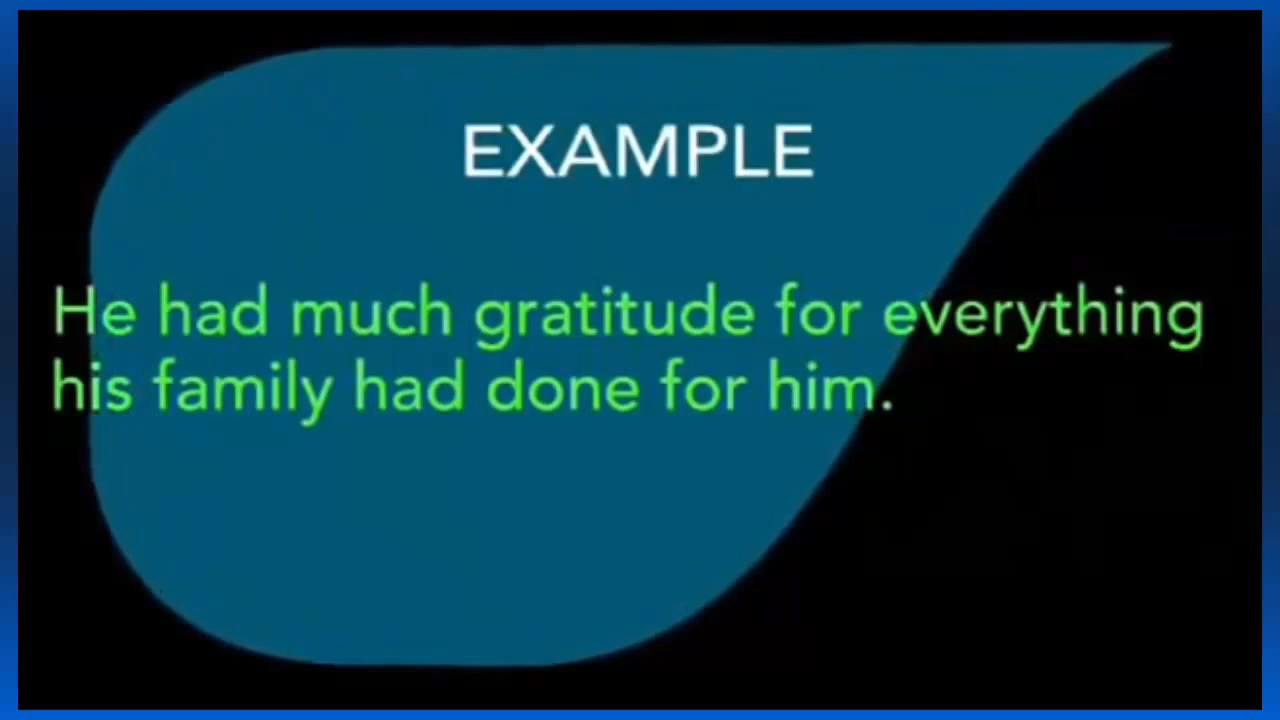 EXAMPLE
He had much gratitude for everything
his family had done for him.